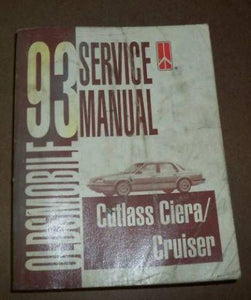 OLDSMOBILE
93
SERVICE
MANUAL
Cutlass Ciera/
Cruiser